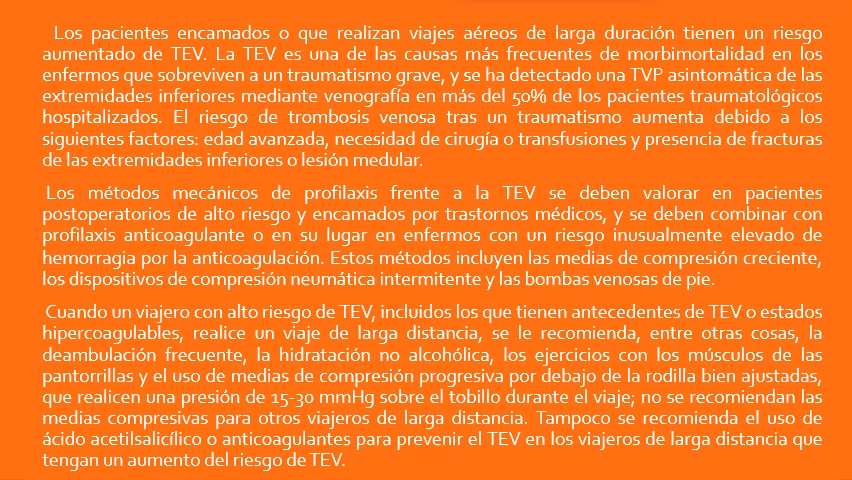 Los pacientes encamados o que realizan viajes aéreos de larga duración tienen un riesgo
aumentado de TEV. La TEV es una de las causas más frecuentes de morbimortalidad en los
enfermos que sobreviven a un traumatismo grave, y se ha detectado una TVP asintomática de las
extremidades inferiores mediante venografía en más del 50% de los pacientes traumatológicos
hospitalizados. El riesgo de trombosis venosa tras un traumatismo aumenta debido a los
siguientes factores: edad avanzada, necesidad de cirugía o transfusiones y presencia de fracturas
de las extremidades inferiores o lesión medular.
Los métodos mecánicos de profilaxis frente a la TEV se deben valorar en pacientes
postoperatorios de alto riesgo y encamados por trastornos médicos, y se deben combinar con
profilaxis anticoagulante o en su lugar en enfermos con un riesgo inusualmente elevado de
hemorragia por la anticoagulación. Estos métodos incluyen las medias de compresión creciente,
los dispositivos de compresión neumática intermitente y las bombas venosas de pie.
Cuando un viajero con alto riesgo de TEV, incluidos los que tienen antecedentes de TEV o estados
hipercoagulables, realice un viaje de larga distancia, se le recomienda, entre otras cosas, la
deambulación frecuente, la hidratación no alcohólica, los ejercicios con los músculos de las
pantorrillas y el uso de medias de compresión progresiva por debajo de la rodilla bien ajustadas,
que realicen una presión de 15-30 mmHg sobre el tobillo durante el viaje; no se recomiendan las
medias compresivas para otros viajeros de larga distancia. Tampoco se recomienda el uso de
ácido acetilsalicílico o anticoagulantes para prevenir el TEV en los viajeros de larga distancia que
tengan un aumento del riesgo de TEV.